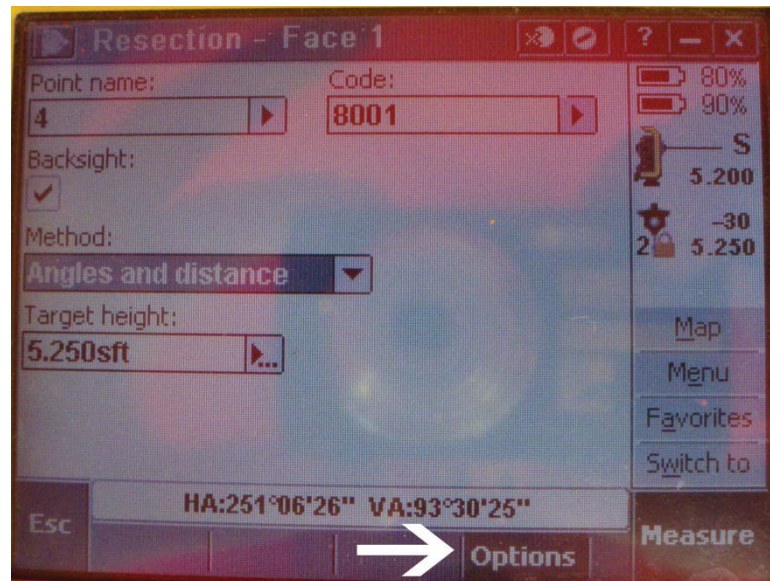 Resection - Face 1
? - X
Point name:
Code:
4
8001
Backsight:
Method:
Angles and distance
Target height:
5.250sft
80%
90%
S
5.200
-30
2 5.250
Map
Menu
Favorites
Switch to
HA:251°06'26" VA:93°30'25"
Esc
Options
Measure